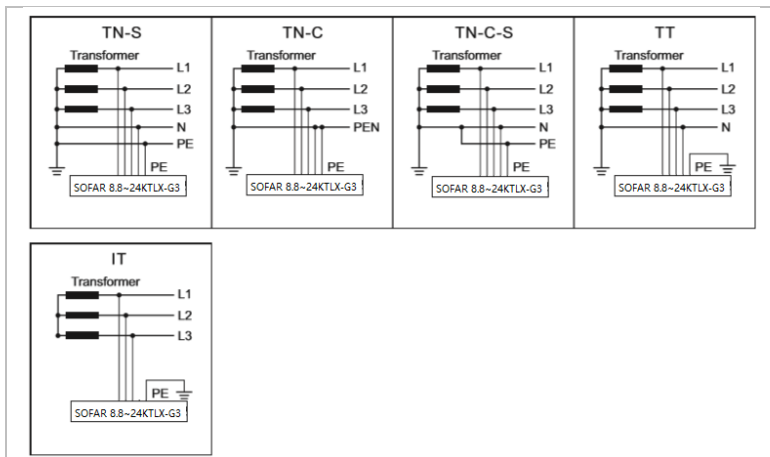 TN-S
Transformer
L1
L2
L3
N
PE
PE
SOFAR 8.8~24KTLX-G3
TN-C
Transformer
L1
L2
L3
PEN
PE
SOFAR 8.8~24KTLX-G3
TN-C-S
Transformer
L1
L2
L3
N
PE
PE
SOFAR 8.8~24KTLX-G3
TT
Transformer
L1
L2
L3
N
PE
SOFAR 8.8~24KTLX-G3
IT
Transformer
L1
L2
L3
PE
SOFAR 8.8~24KTLX-G3